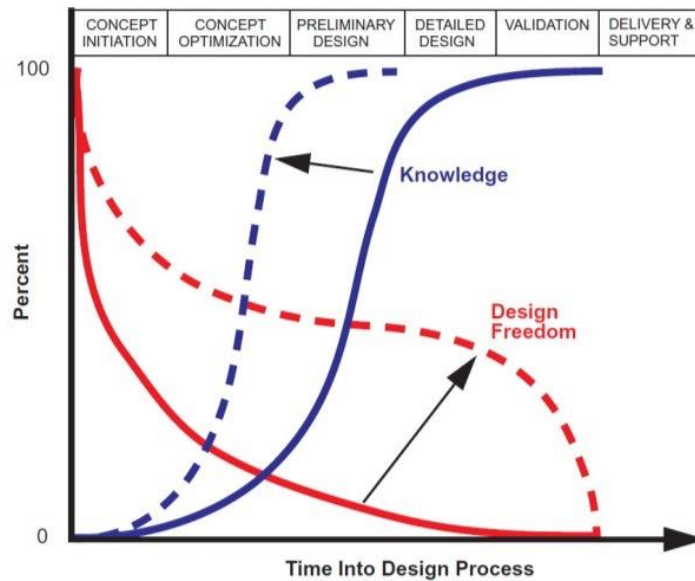 CONCEPT INITIATION
CONCEPT OPTIMIZATION
PRELIMINARY DESIGN
DETAILED DESIGN
VALIDATION
DELIVERY & SUPPORT
100
Knowledge
Percent
Design
Freedom
0
Time Into Design Process